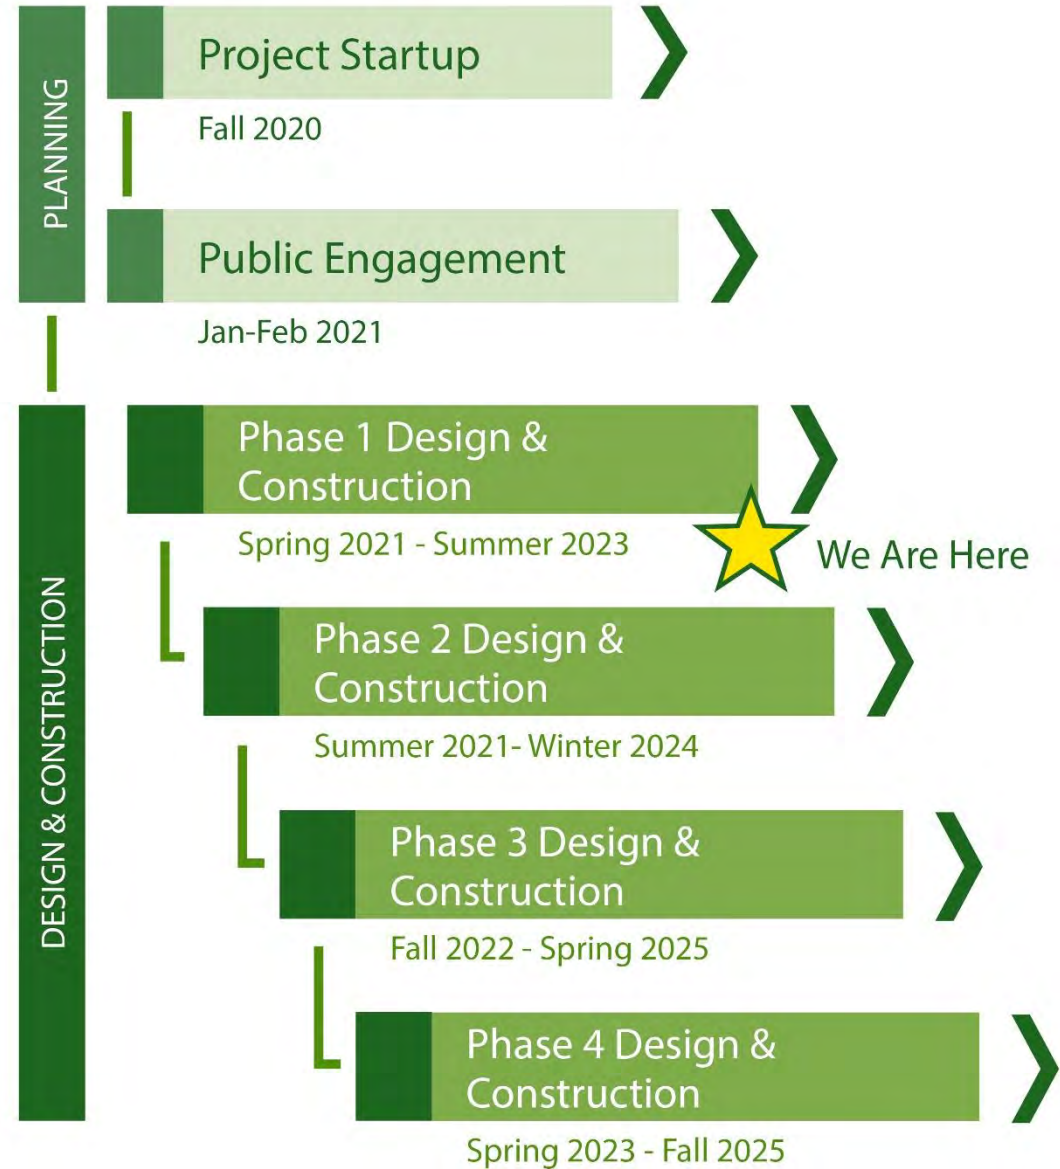 PLANNING
Project Startup
Fall 2020
Public Engagement
Jan-Feb 2021
DESIGN & CONSTRUCTION
Phase 1 Design &
Construction
Spring 2021 - Summer 2023
We Are Here
Phase 2 Design &
Construction
Summer 2021- Winter 2024
Phase 3 Design &
Construction
Fall 2022 - Spring 2025
Phase 4 Design &
Construction
Spring 2023 - Fall 2025